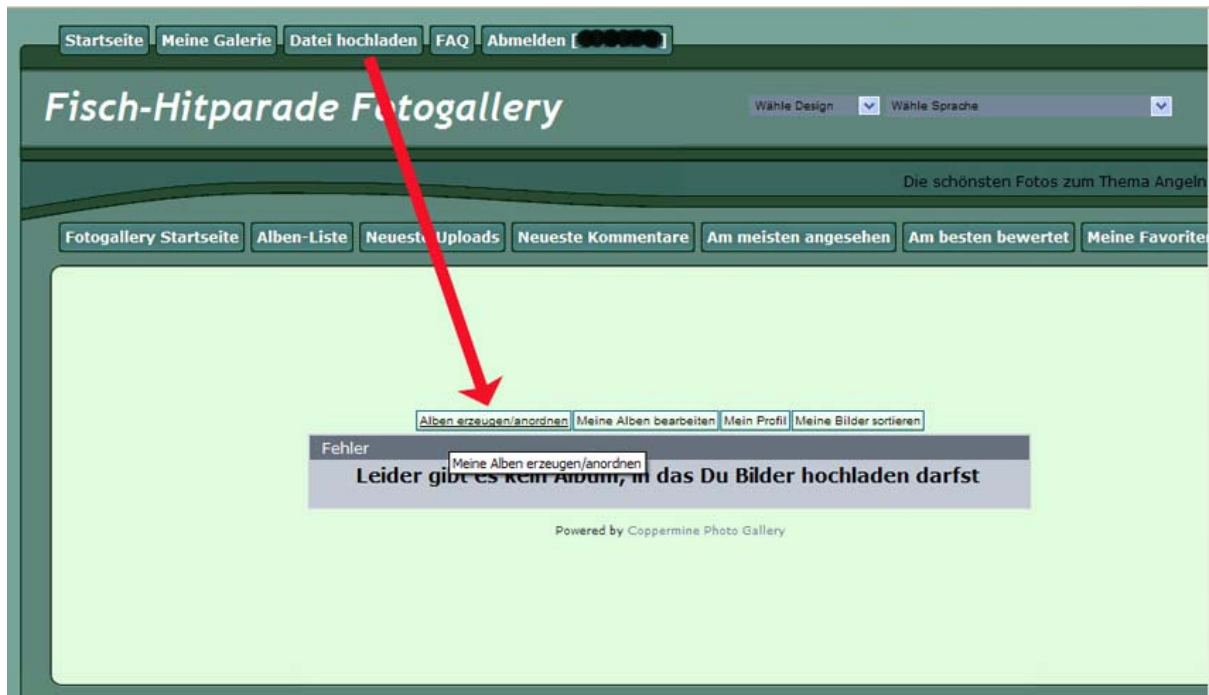 Startseite Meine Galerie Datei hochladen FAQ Abmelden [ ]
Fisch-Hitparade Fotogallery
Wähle Design Wähle Sprache
Die schönsten Fotos zum Thema Angeln
Fotogallery Startseite Alben-Liste Neueste Uploads Neueste Kommentare Am meisten angesehen Am besten bewertet Meine Favoriten
Alben erzeugen/anordnen Meine Alben bearbeiten Mein Profil Meine Bilder sortieren
Fehler
Meine Alben erzeugen/anordnen
Leider gibt es kein Album, in das Du Bilder hochladen darfst
Powered by Coppermine Photo Gallery